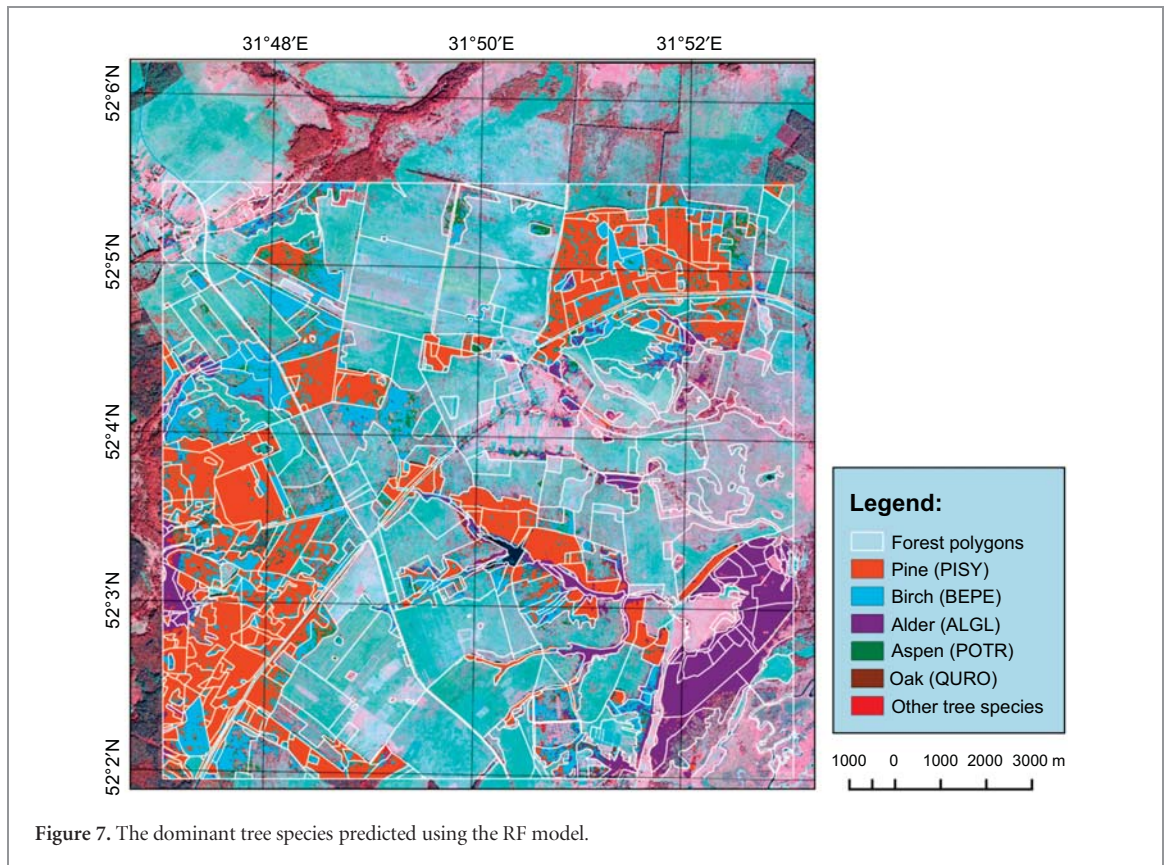 31°48′E 31°50′E 31°52′E
52°6′N
52°5′N
52°4′N
52°3′N
52°2′N
Legend:
Forest polygons
Pine (PISY)
Birch (BEPE)
Alder (ALGL)
Aspen (POTR)
Oak (QURO)
Other tree species
1000 0 1000 2000 3000 m
Figure 7. The dominant tree species predicted using the RF model.